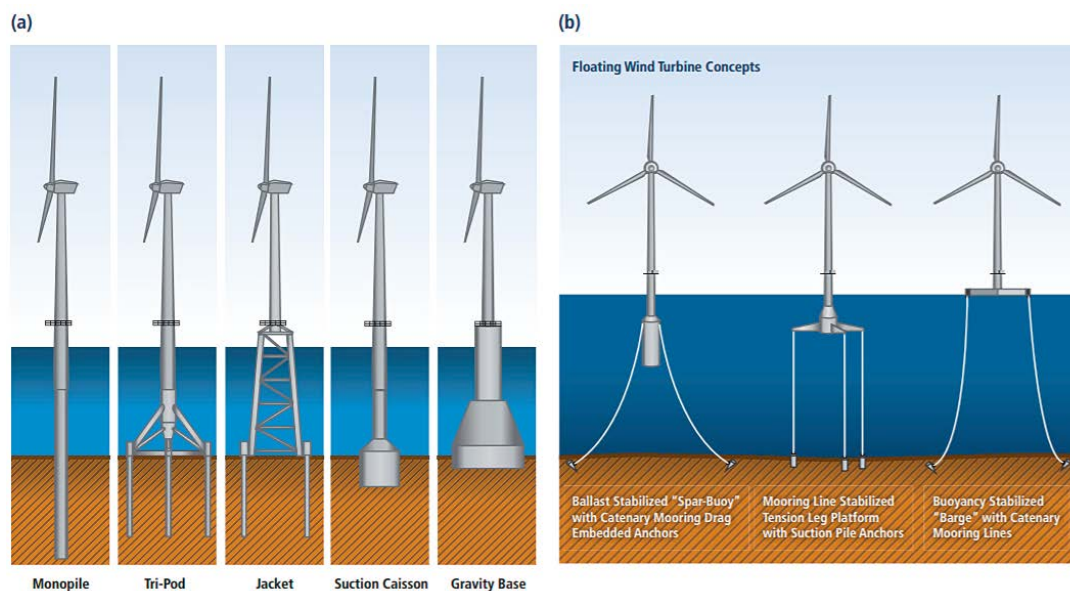 (a)
Monopile
Tri-Pod
Jacket
Suction Caisson
Gravity Base
(b)
Floating Wind Turbine Concepts
Ballast Stabilized "Spar-Buoy"
with Catenary Mooring Drag
Embedded Anchors
Mooring Line Stabilized
Tension Leg Platform
with Suction Pile Anchors
Buoyancy Stabilized
"Barge" with Catenary
Mooring Lines